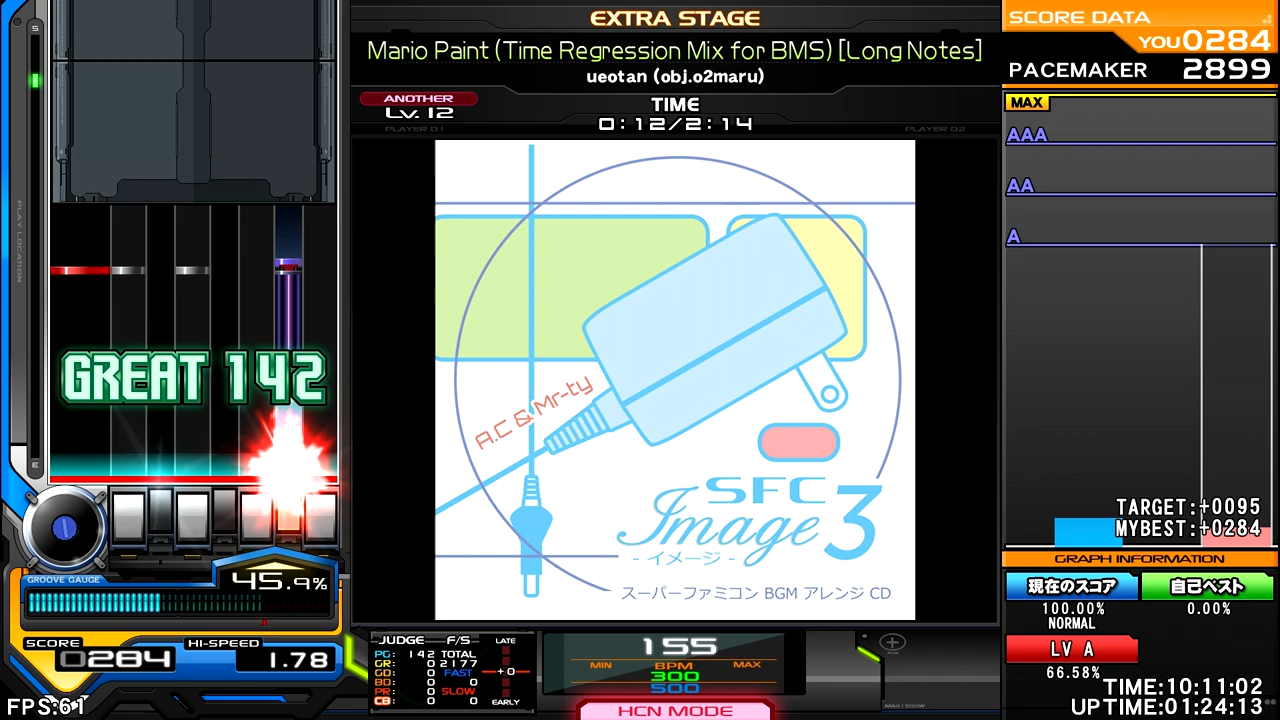 EXTRA STAGE
Mario Paint (Time Regression Mix for BMS) [Long Notes]
ueotan (obj.o2maru)
ANOTHER
Lv. 12
TIME
0:12/2:14
PLAYER 01
PLAYER 02
SCORE DATA
YOU 0284
PACEMAKER 2899
MAX
AAA
AA
A
S
PLAY LOCATION
E
GREAT 142
A.C & Mr-ty
SFC
Image 3
- イメージ -
スーパーファミコン BGM アレンジ CD
TARGET:+0095
MYBEST:+0284
GRAPH INFORMATION
現在のスコア
自己ベスト
100.00%
0.00%
NORMAL
LV A
66.58%
TIME:10:11:02
UP TIME:01:24:13
GROOVE GAUGE
45.9%
SCORE
0284
HI-SPEED
1.78
FPS:61
JUDGE F/S
PG: 142 TOTAL
GR: 0 2177
GD: 0 FAST
BD: 0 0
PR: 0 SLOW
CB: 0 0
LATE
+0
EARLY
155
MIN BPM MAX
300
500
HCN MODE